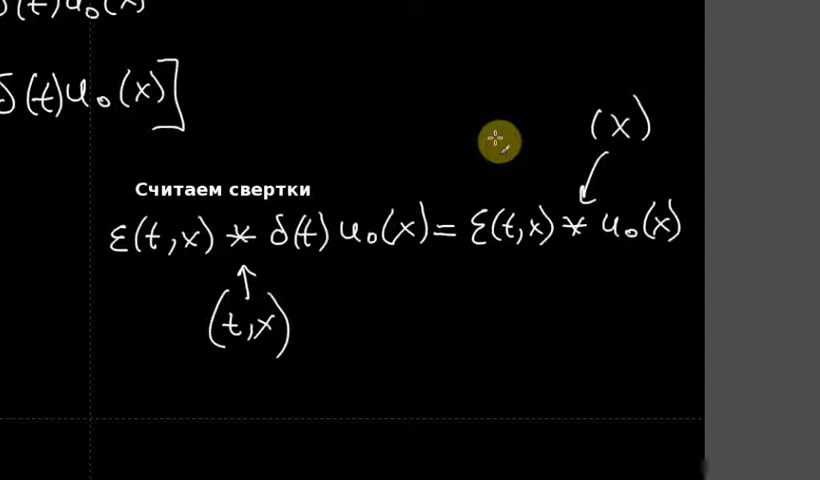 δ(t)u₀(x)
δ(t)u₀(x)]
(x)
Считаем свертки
ε(t,x) * δ(t) u₀(x) = ε(t,x) * u₀(x)
(t,x)